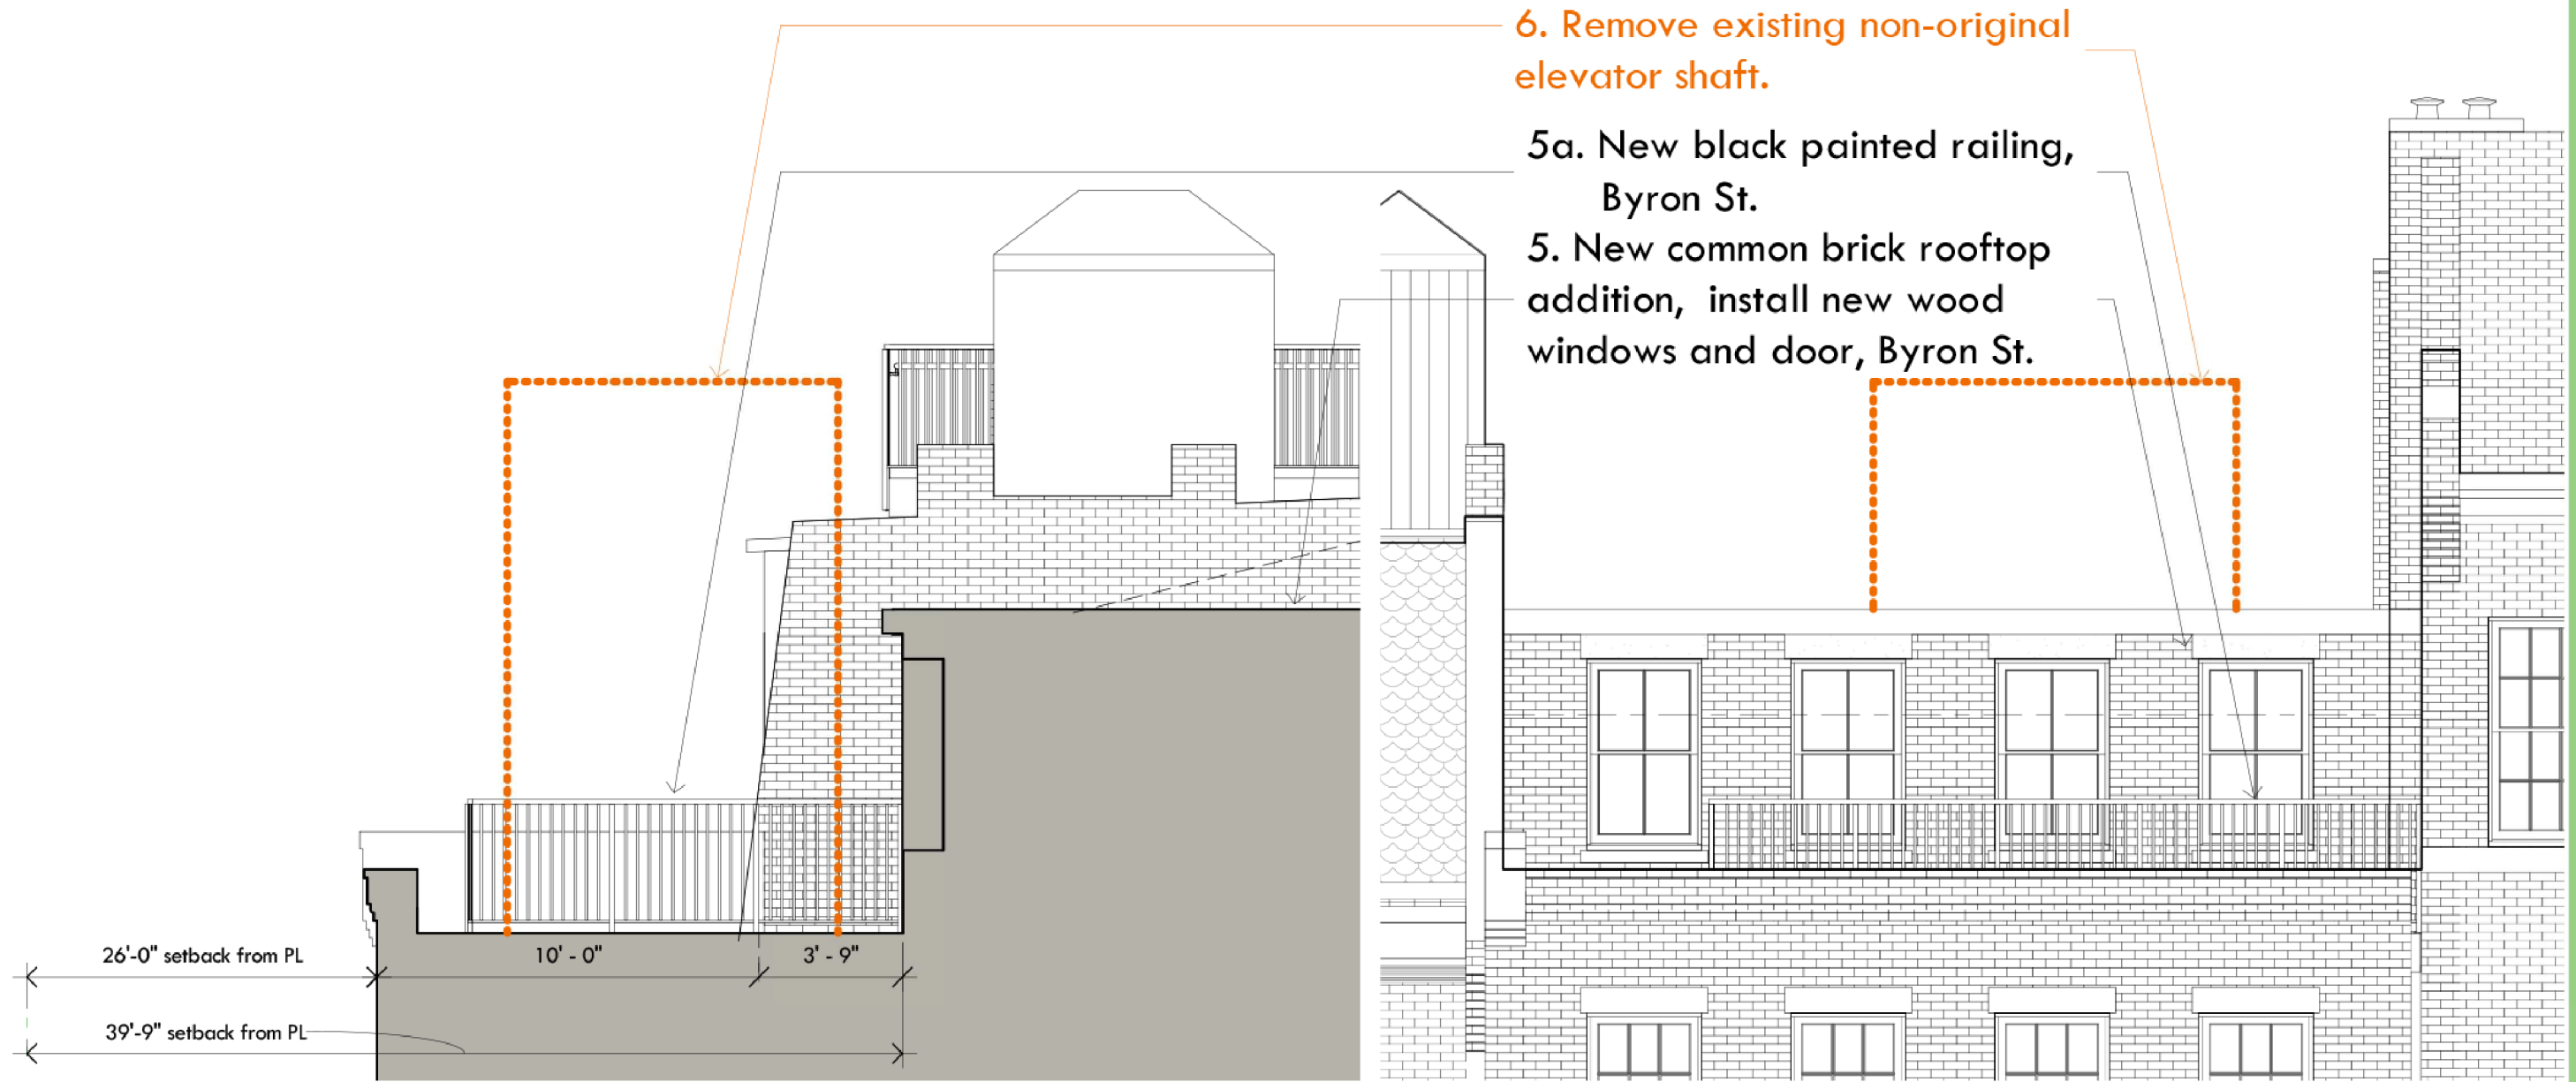 6. Remove existing non-original
elevator shaft.
5a. New black painted railing,
Byron St.
5. New common brick rooftop
addition, install new wood
windows and door, Byron St.
26'-0" setback from PL
10' - 0"
3' - 9"
39'-9" setback from PL